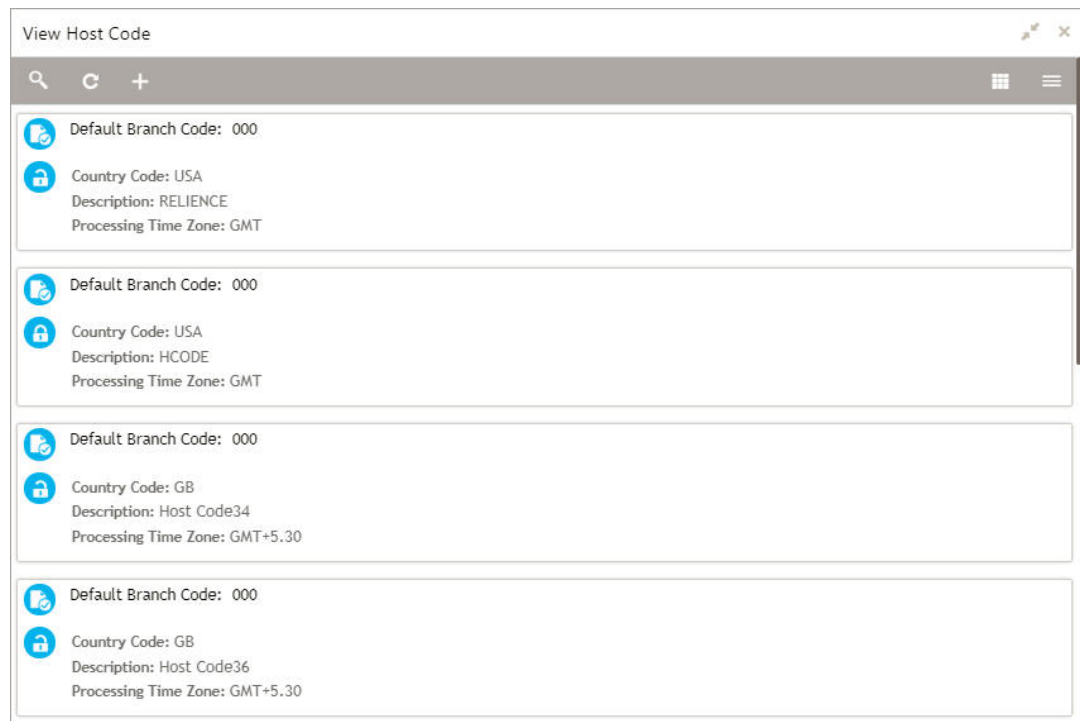 View Host Code
Default Branch Code: 000
Country Code: USA
Description: RELIENCE
Processing Time Zone: GMT
Default Branch Code: 000
Country Code: USA
Description: HCODE
Processing Time Zone: GMT
Default Branch Code: 000
Country Code: GB
Description: Host Code34
Processing Time Zone: GMT+5.30
Default Branch Code: 000
Country Code: GB
Description: Host Code36
Processing Time Zone: GMT+5.30